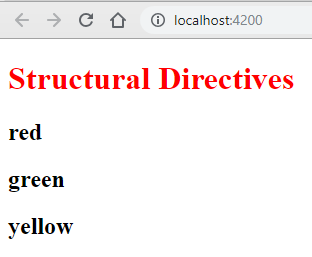 localhost:4200
Structural Directives
red
green
yellow